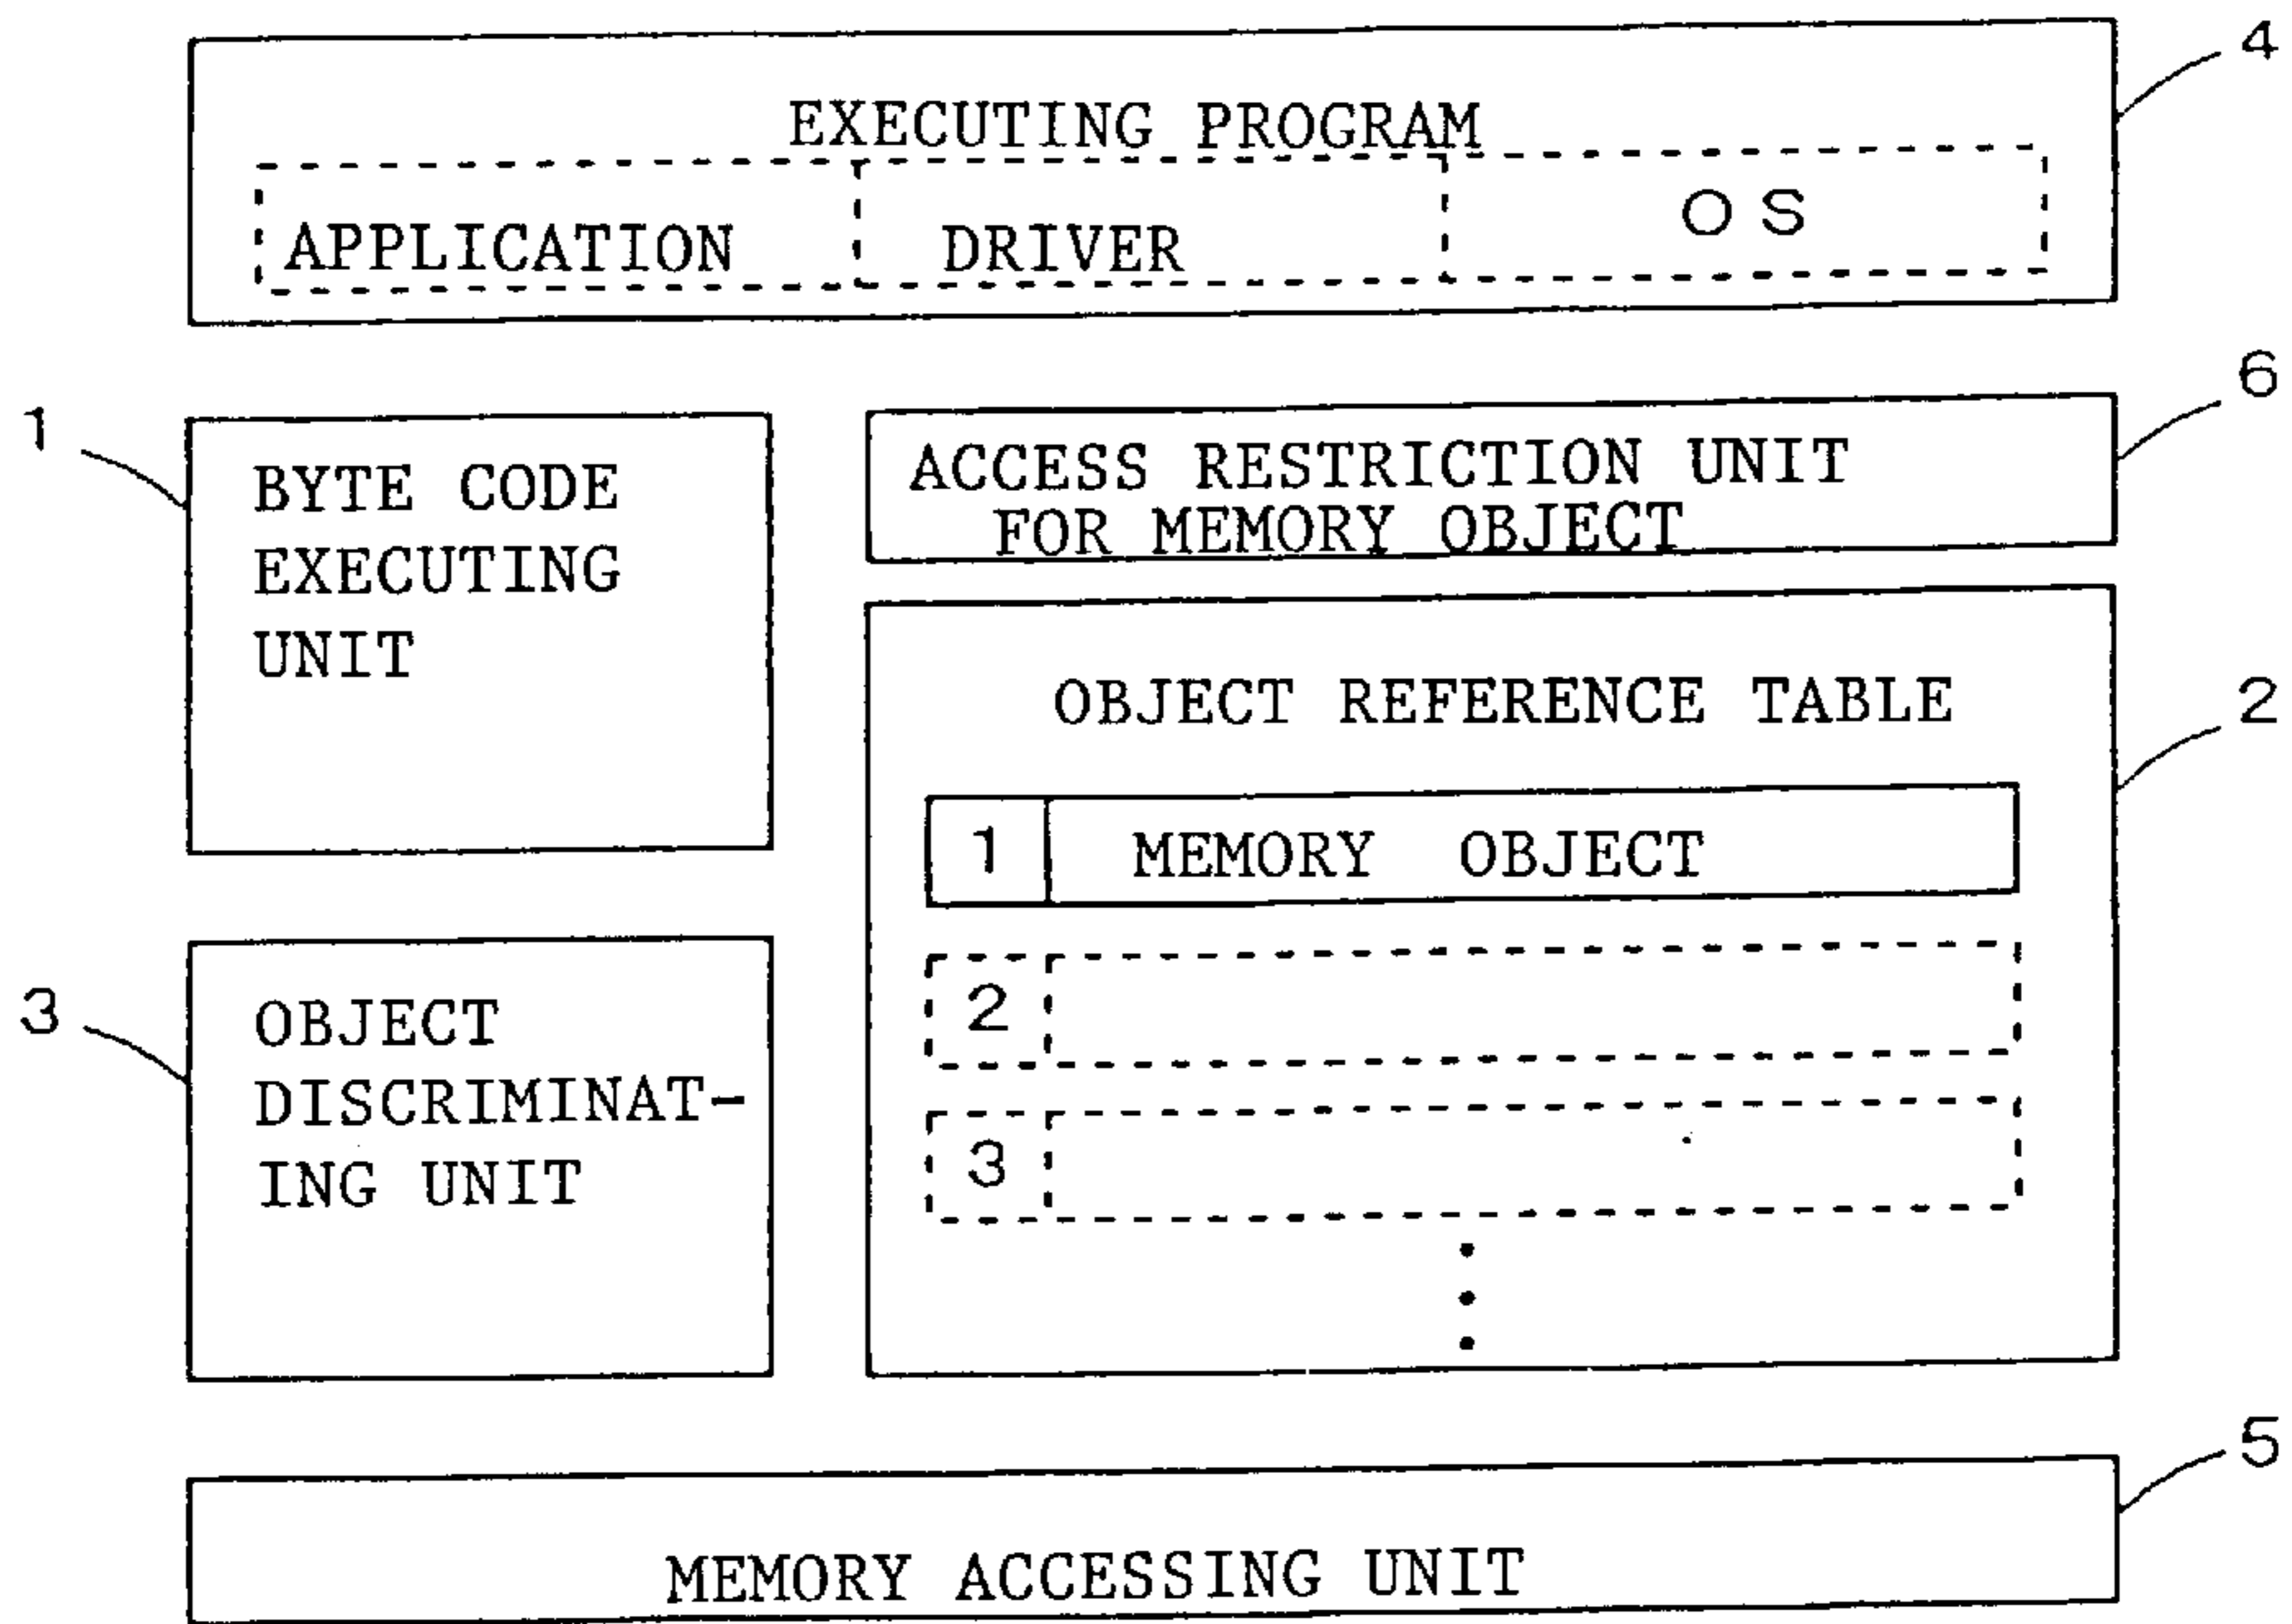 4
EXECUTING PROGRAM
APPLICATION
DRIVER
OS
6
1
BYTE CODE
EXECUTING
UNIT
ACCESS RESTRICTION UNIT
FOR MEMORY OBJECT
OBJECT REFERENCE TABLE
2
1
MEMORY OBJECT
3
OBJECT
DISCRIMINAT-
ING UNIT
2
3
5
MEMORY ACCESSING UNIT